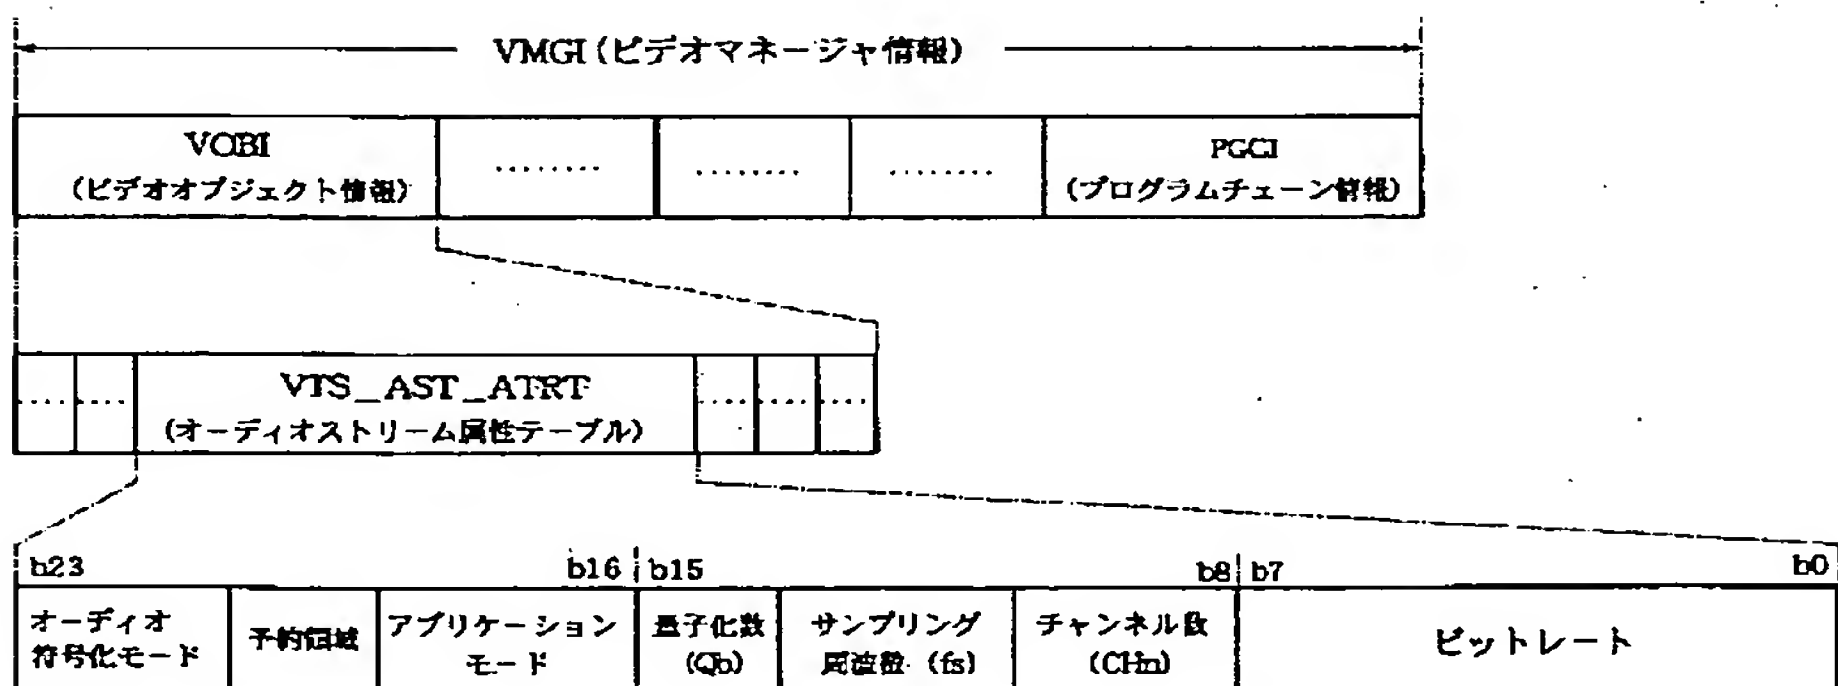 VMGI (ビデオマネージャ情報)
VOBI
(ビデオオブジェクト情報)
........
........
........
PGCI
(プログラムチェーン情報)
VTS_AST_ATRT
(オーディオストリーム属性テーブル)
b23
b16
b15
b8
b7
b0
オーディオ
符号化モード
予約領域
アプリケーション
モード
量子化数
(Qb)
サンプリング
周波数 (fs)
チャンネル数
(CHn)
ビットレート